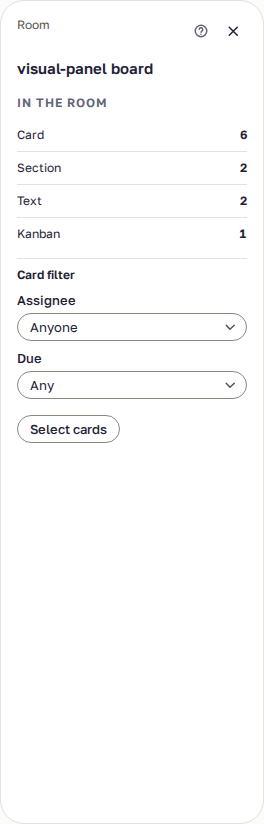 Room
visual-panel board
IN THE ROOM
Card 6
Section 2
Text 2
Kanban 1
Card filter
Assignee
Anyone
Due
Any
Select cards